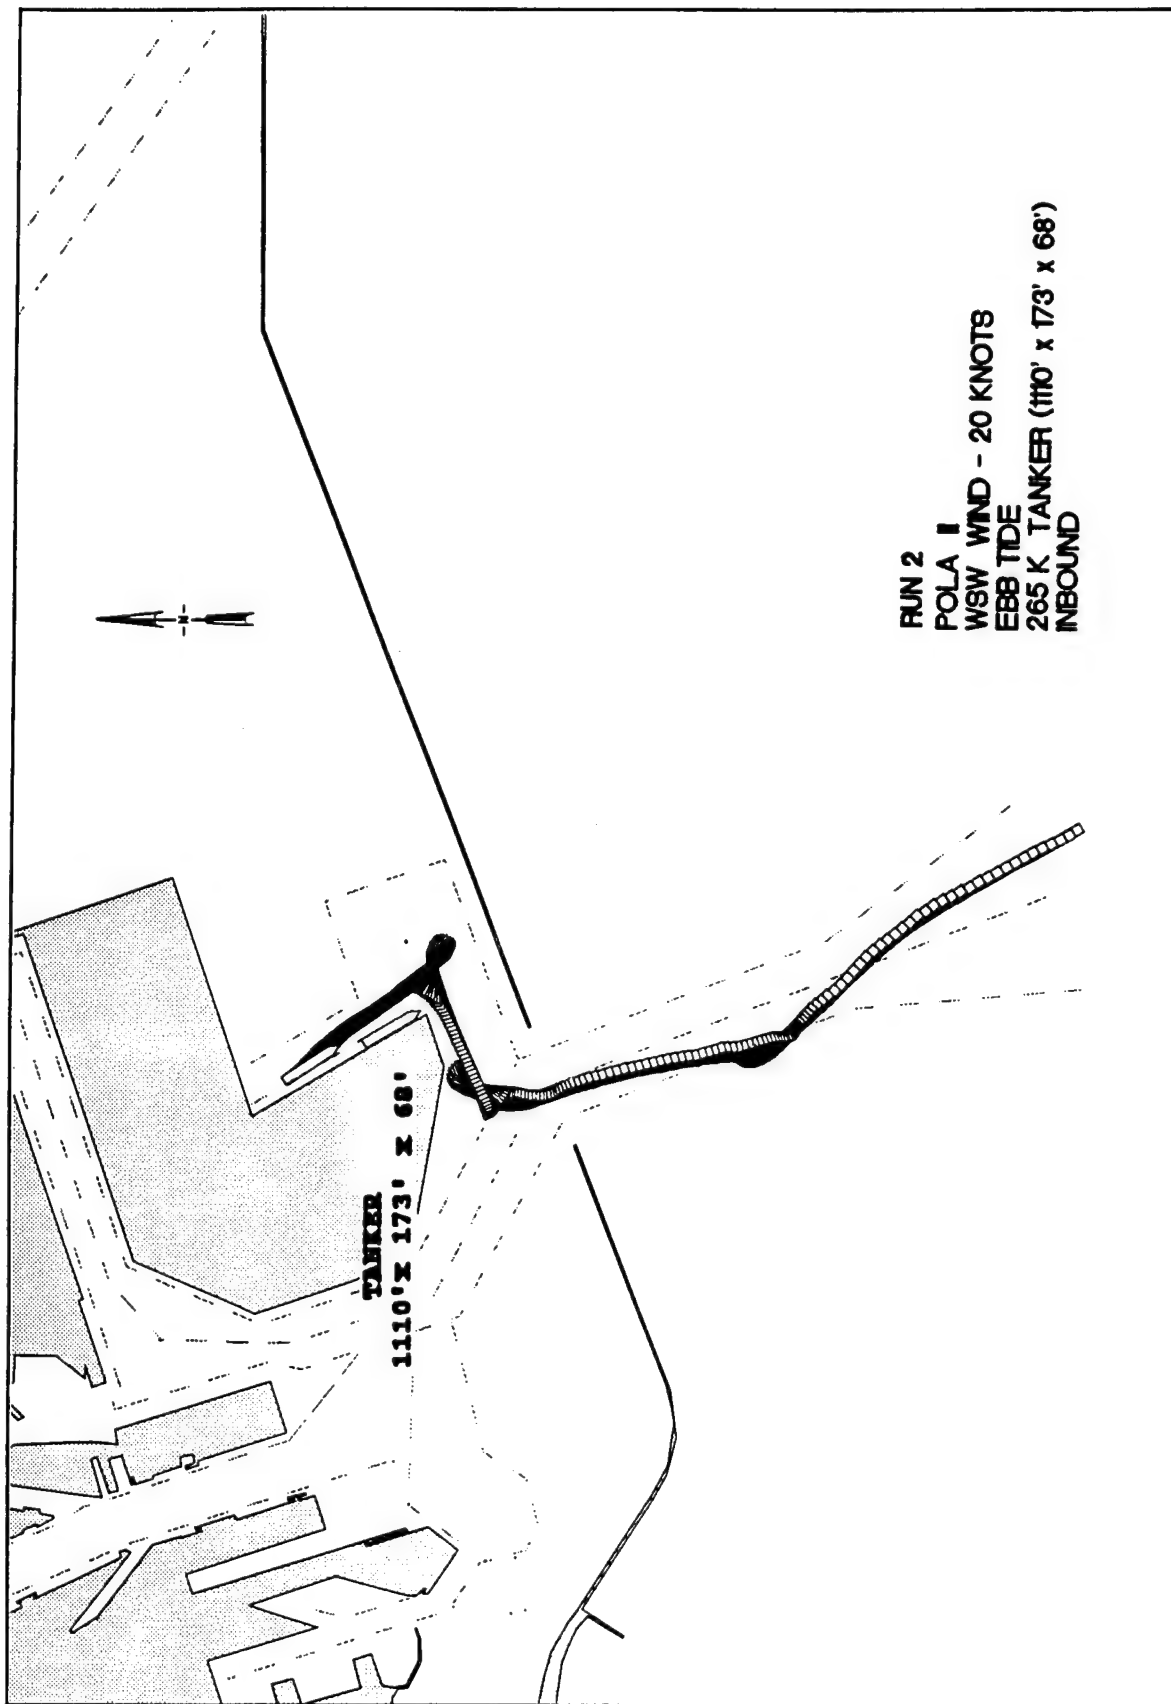 N
TANKER
1110' X 173' X 68'
RUN 2
POLA II
WSW WIND - 20 KNOTS
EBB TIDE
265 K TANKER (1110' x 173' x 68')
INBOUND